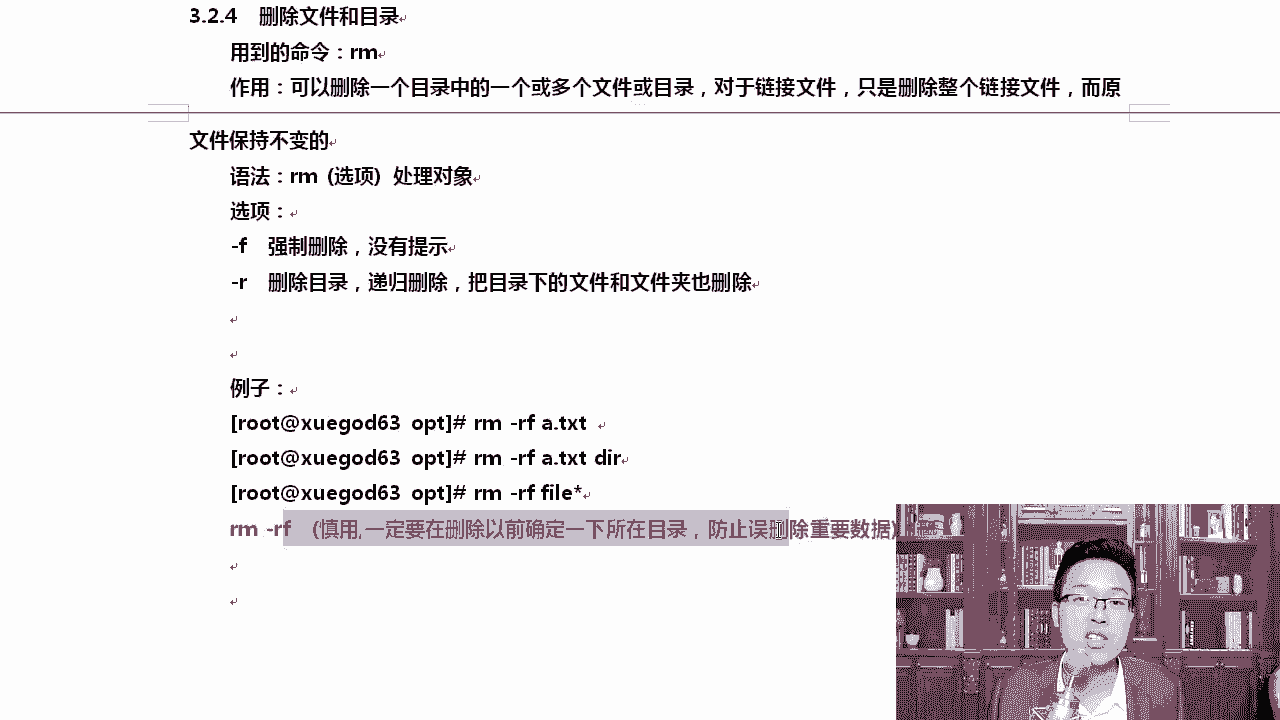 3.2.4 删除文件和目录
用到的命令：rm
作用：可以删除一个目录中的一个或多个文件或目录，对于链接文件，只是删除整个链接文件，而原
文件保持不变的
语法：rm (选项) 处理对象
选项：
-f 强制删除，没有提示
-r 删除目录，递归删除，把目录下的文件和文件夹也删除
例子：
[root@xuegod63 opt]# rm -rf a.txt
[root@xuegod63 opt]# rm -rf a.txt dir
[root@xuegod63 opt]# rm -rf file*
rm -rf (慎用,一定要在删除以前确定一下所在目录，防止误删除重要数据)